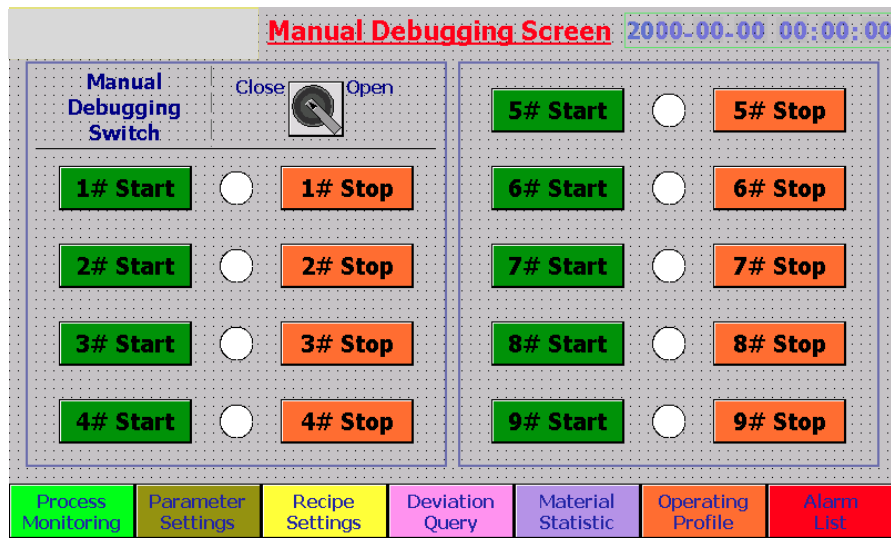 Manual Debugging Screen
2000-00-00 00:00:00
Manual
Debugging
Switch
Close
Open
1# Start
1# Stop
2# Start
2# Stop
3# Start
3# Stop
4# Start
4# Stop
5# Start
5# Stop
6# Start
6# Stop
7# Start
7# Stop
8# Start
8# Stop
9# Start
9# Stop
Process
Monitoring
Parameter
Settings
Recipe
Settings
Deviation
Query
Material
Statistic
Operating
Profile
Alarm
List